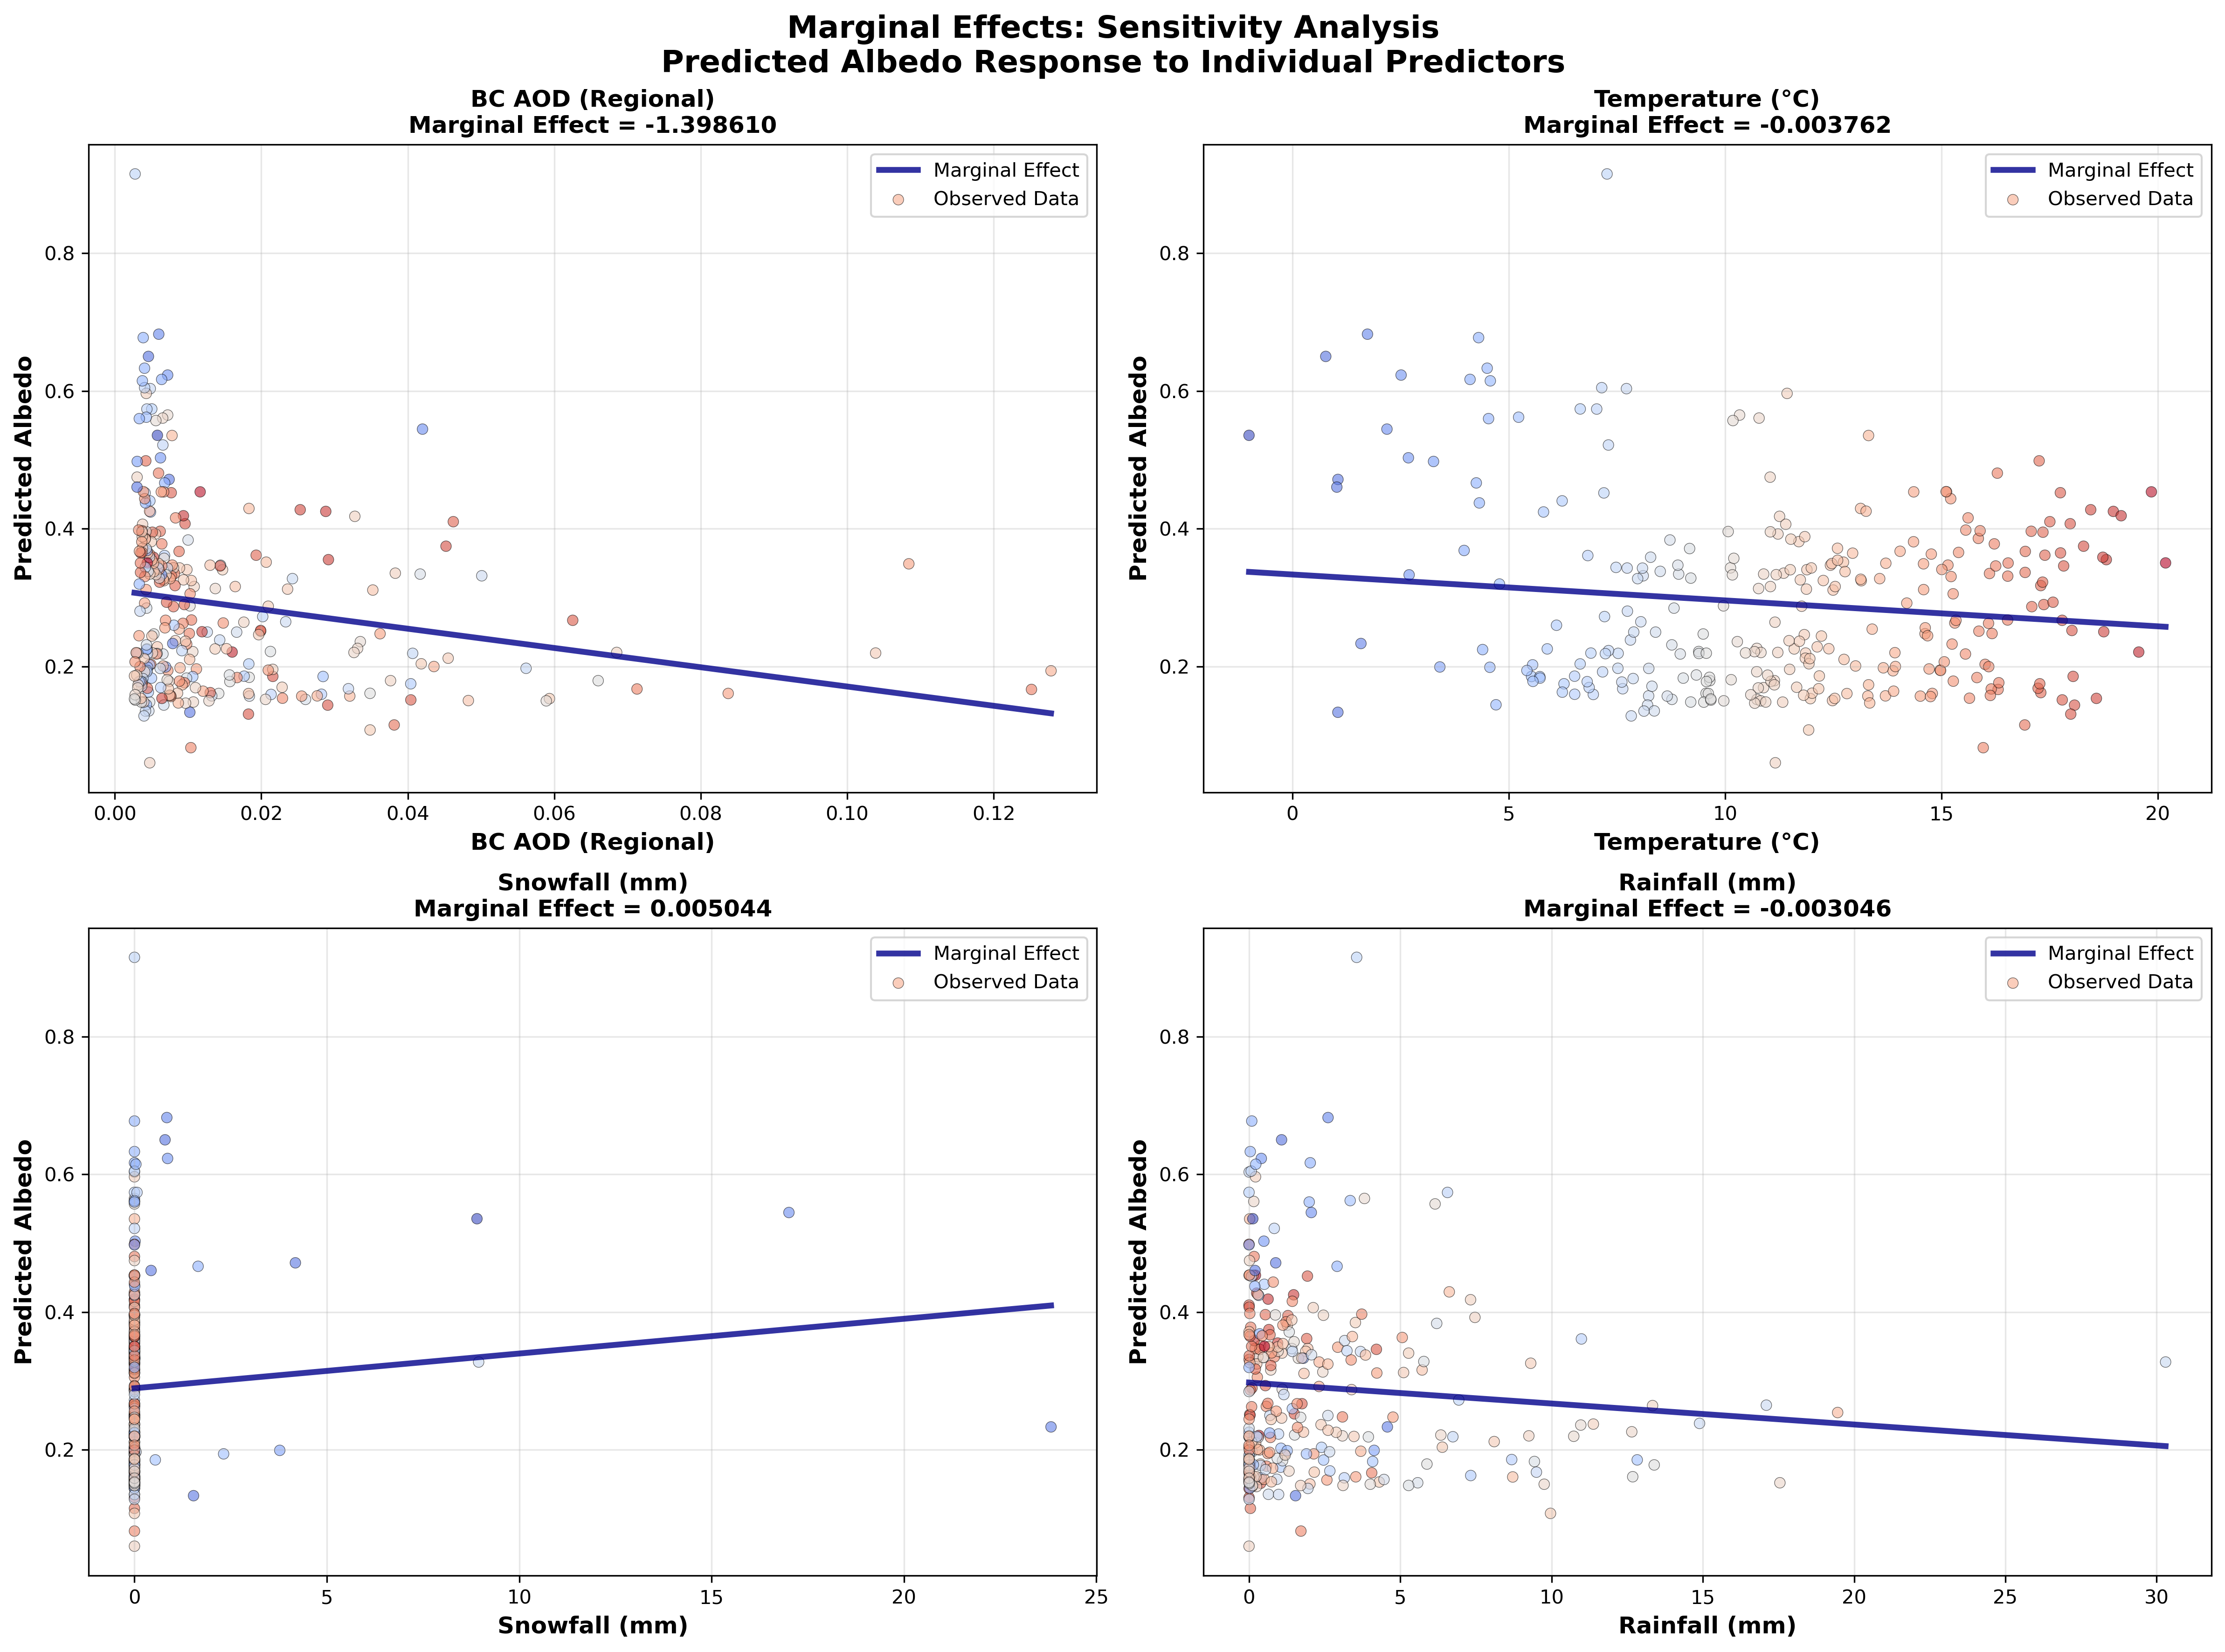 Marginal Effects: Sensitivity Analysis
Predicted Albedo Response to Individual Predictors
BC AOD (Regional)
Marginal Effect = -1.398610
Marginal Effect
Observed Data
Predicted Albedo
0.8
0.6
0.4
0.2
0.00
0.02
0.04
0.06
0.08
0.10
0.12
BC AOD (Regional)
Temperature (°C)
Marginal Effect = -0.003762
Marginal Effect
Observed Data
Predicted Albedo
0.8
0.6
0.4
0.2
0
5
10
15
20
Temperature (°C)
Snowfall (mm)
Marginal Effect = 0.005044
Marginal Effect
Observed Data
Predicted Albedo
0.8
0.6
0.4
0.2
0
5
10
15
20
25
Snowfall (mm)
Rainfall (mm)
Marginal Effect = -0.003046
Marginal Effect
Observed Data
Predicted Albedo
0.8
0.6
0.4
0.2
0
5
10
15
20
25
30
Rainfall (mm)